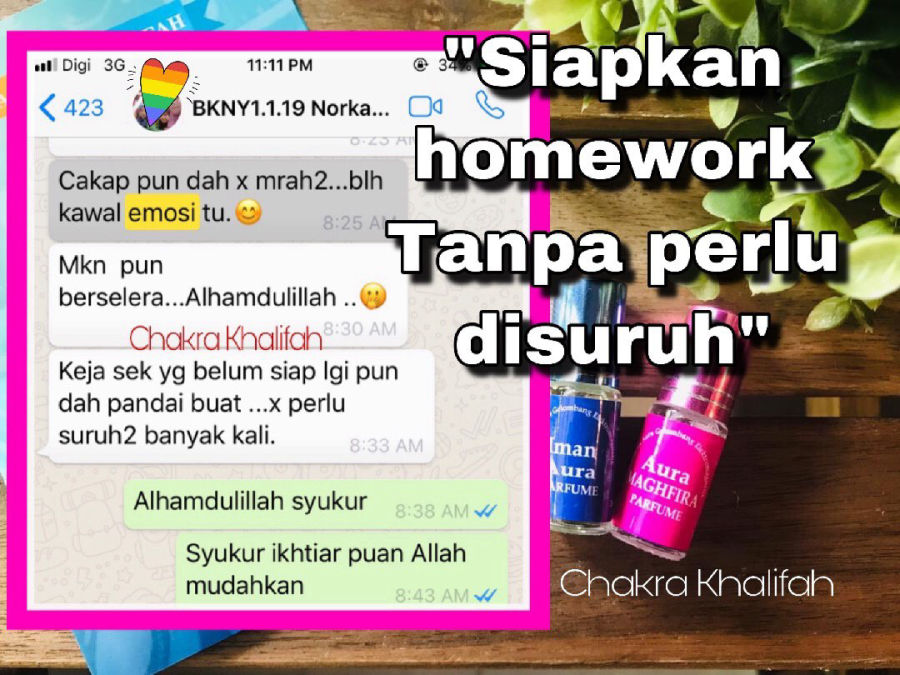 Digi 3G 11:11 PM 34%
423 BKNY1.1.19 Norka...
8:23 AM
Cakap pun dah x mrah2...blh
kawal emosi tu.😊
8:25 AM
Mkn pun
berselera...Alhamdulillah ..🤭
8:30 AM
Chakra Khalifah
Keja sek yg belum siap lgi pun
dah pandai buat ...x perlu
suruh2 banyak kali.
8:33 AM
Alhamdulillah syukur
8:38 AM
Syukur ikhtiar puan Allah
mudahkan
8:43 AM
"Siapkan
homework
Tanpa perlu
disuruh"
Iman
Aura
PARFUME
Aura
MAGHFIRA
PARFUME
Chakra Khalifah